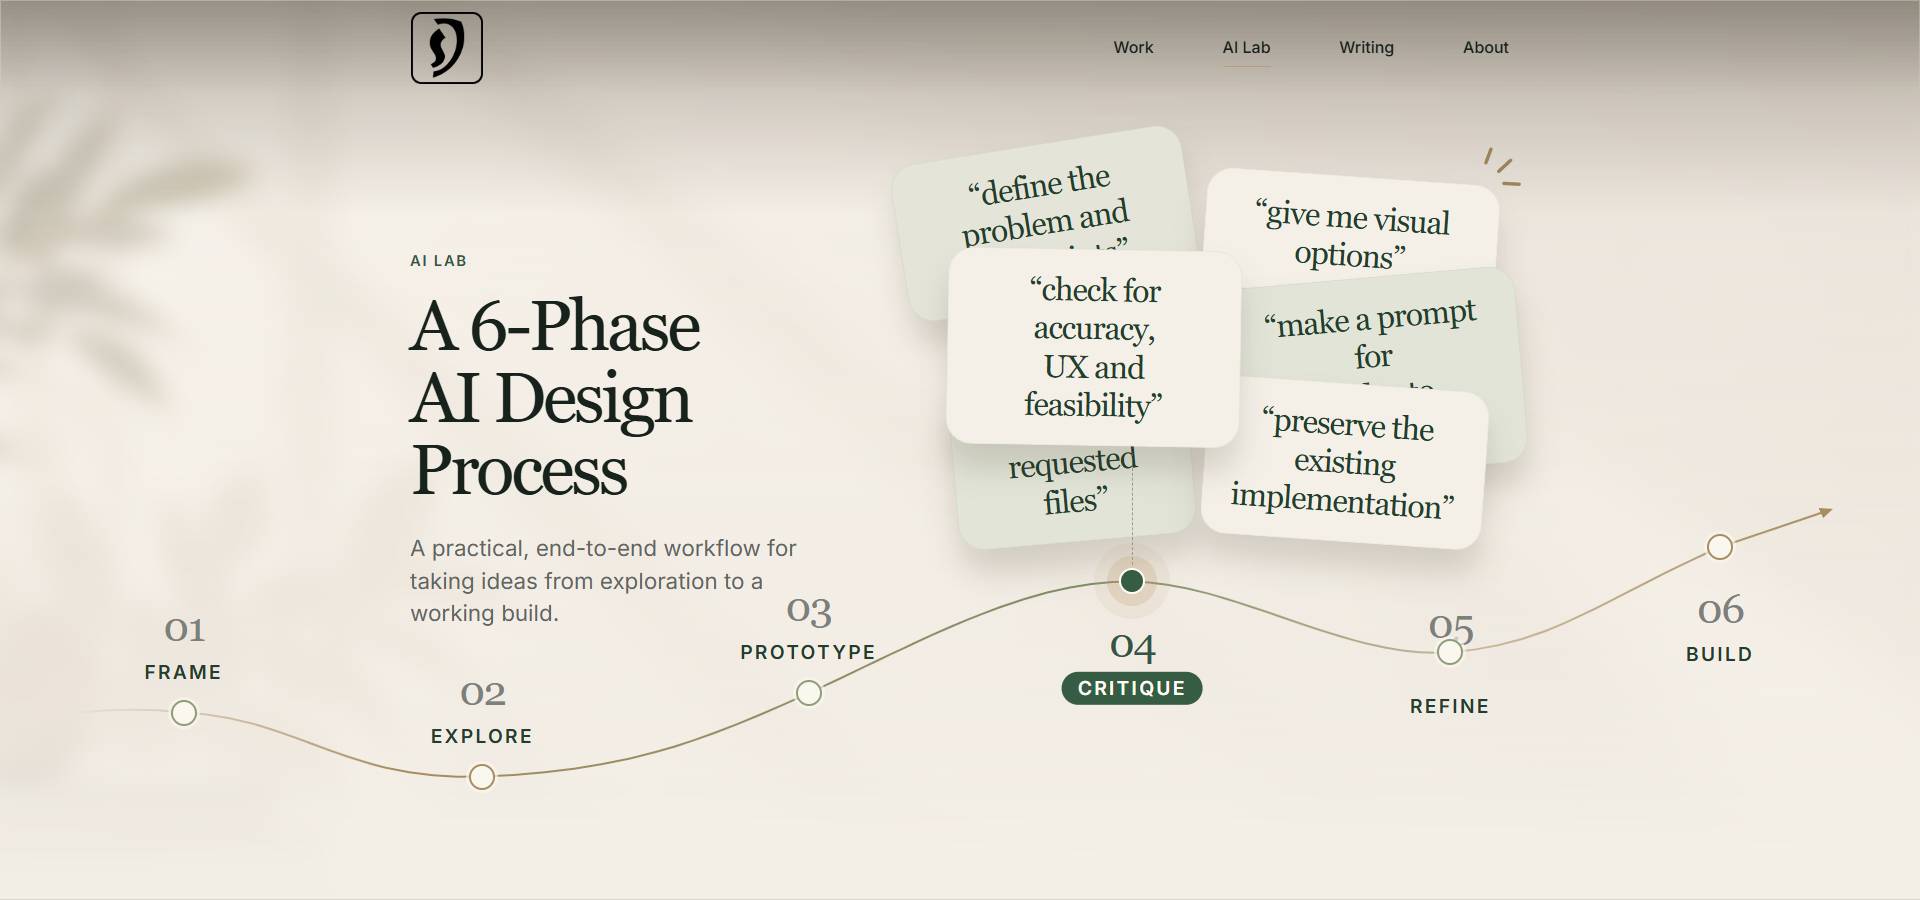 Work
AI Lab
Writing
About
AI LAB
A 6-Phase
AI Design
Process
A practical, end-to-end workflow for
taking ideas from exploration to a
working build.
“define the
problem and
“give me visual
options”
“check for
accuracy,
UX and
feasibility”
“make a prompt
for
“preserve the
existing
implementation”
requested
files”
01
FRAME
02
EXPLORE
03
PROTOTYPE
04
CRITIQUE
05
REFINE
06
BUILD